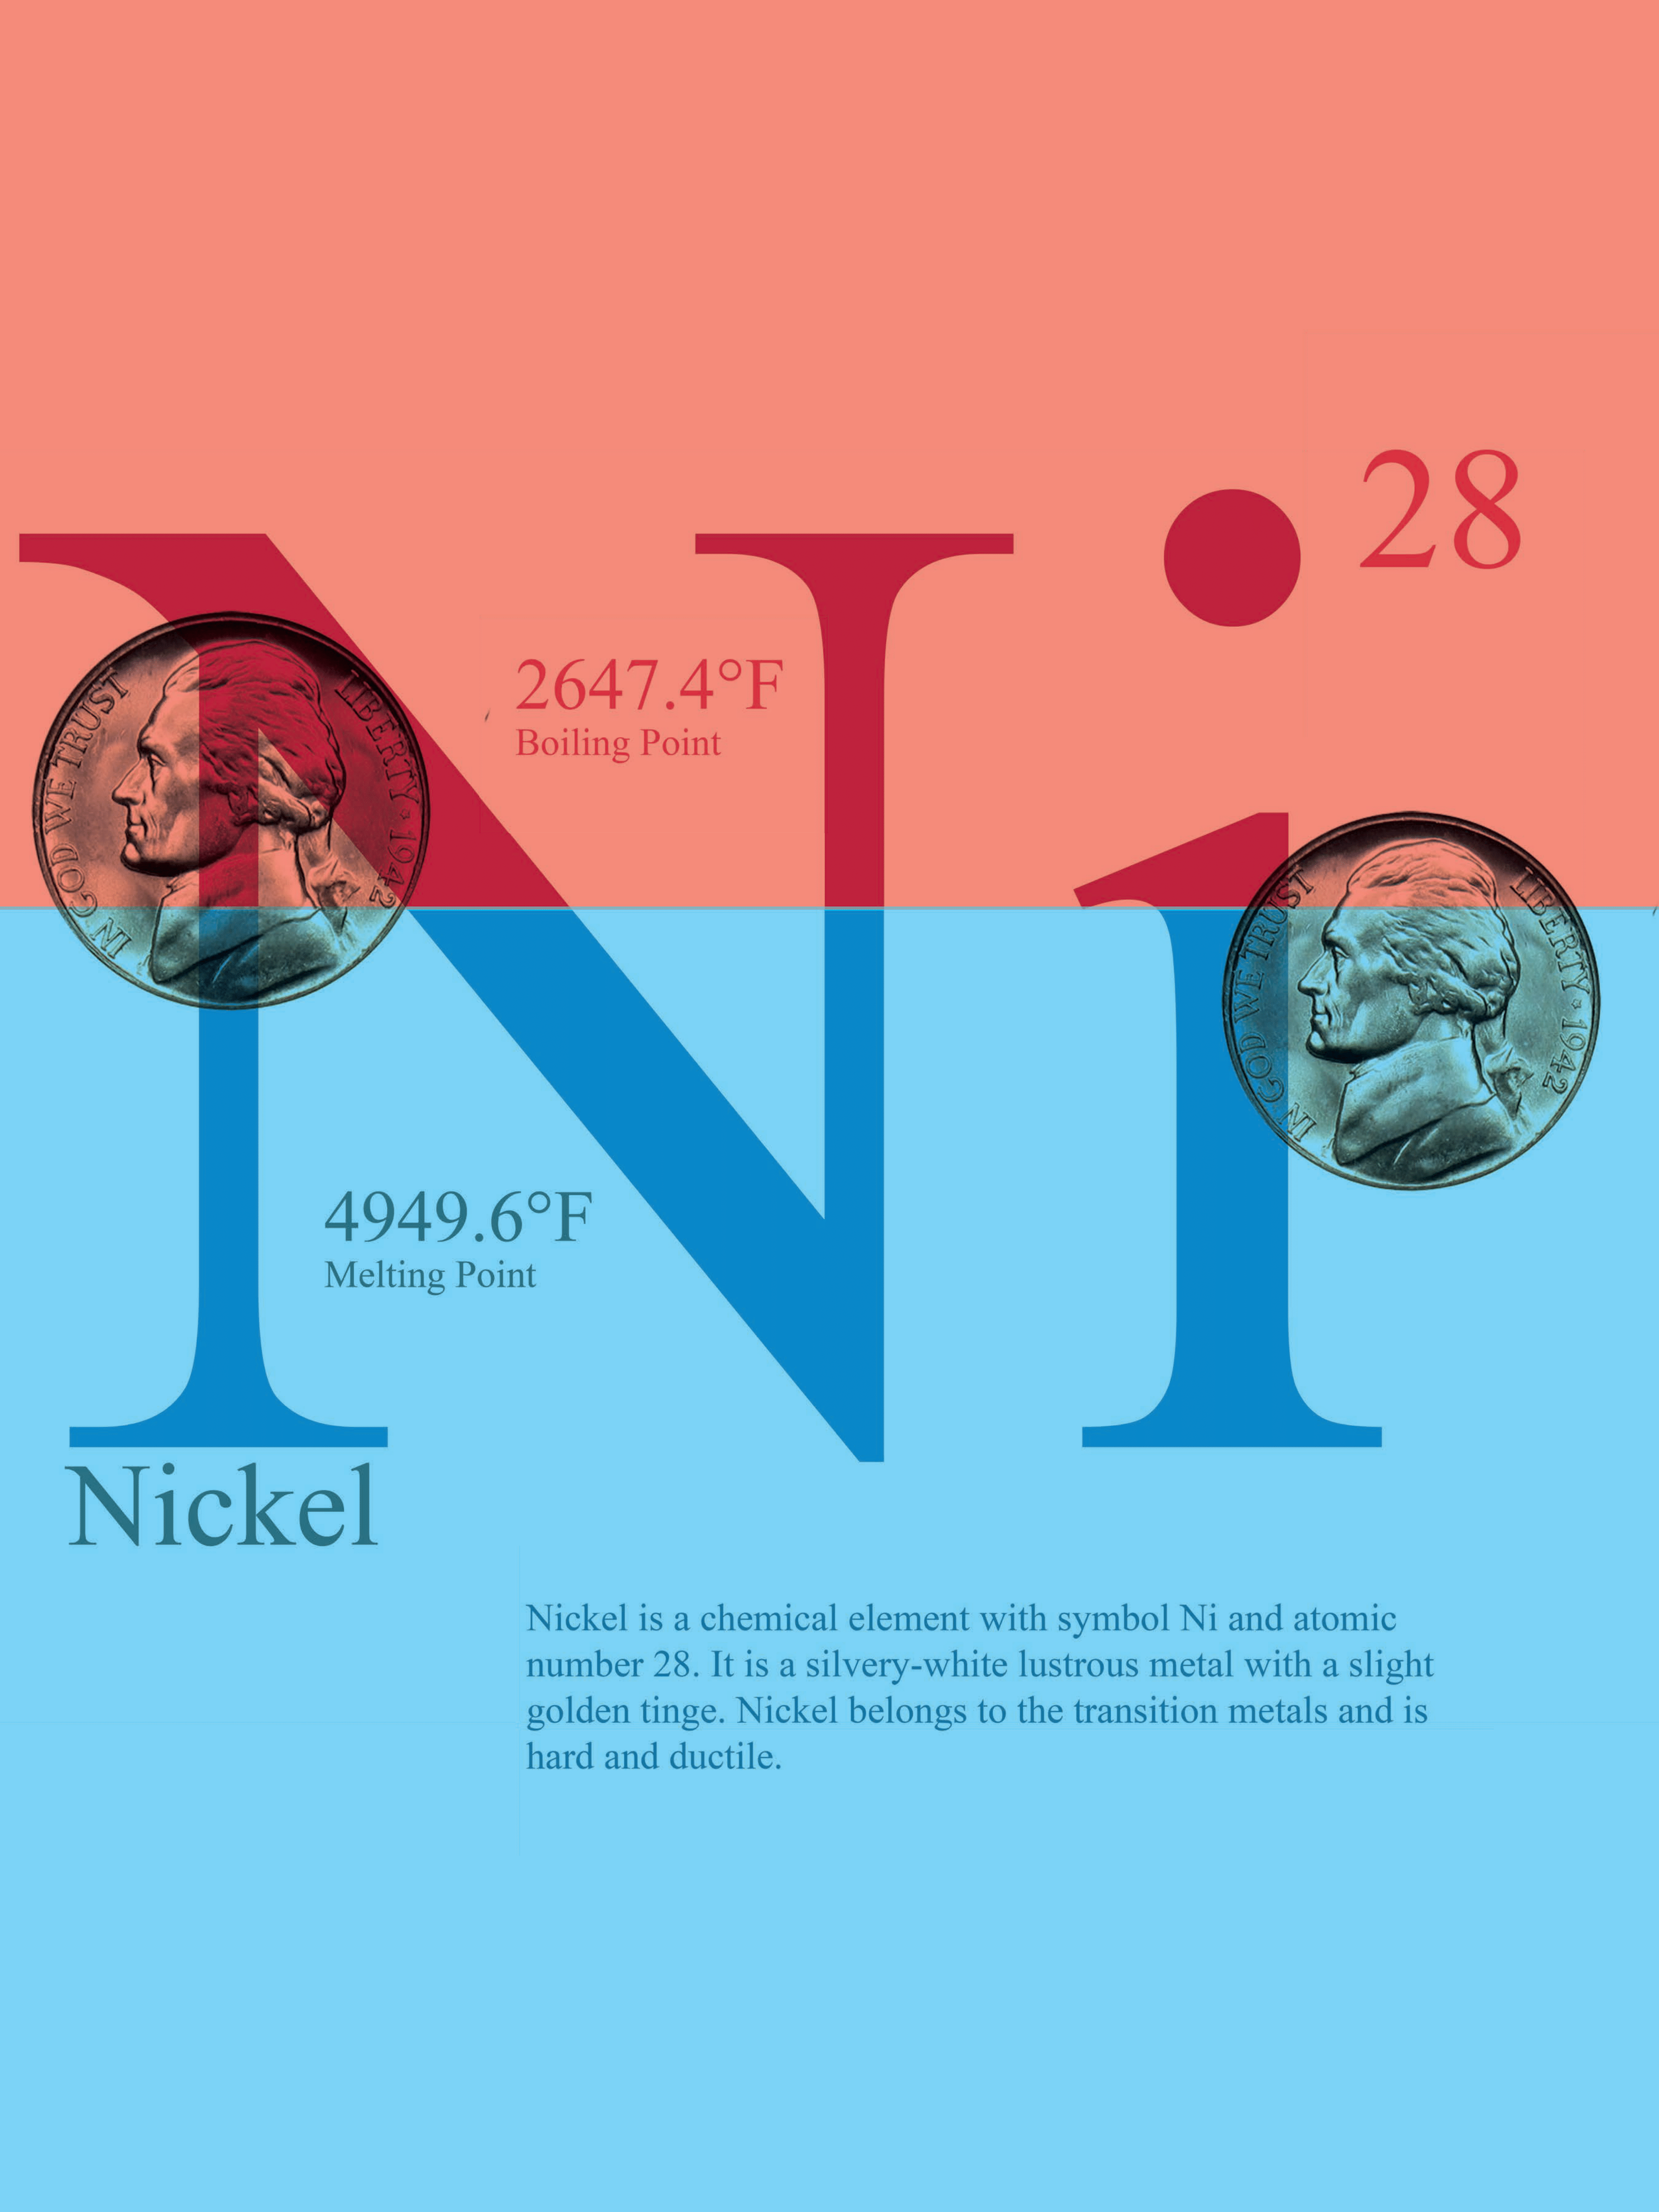 28
Ni
2647.4°F
Boiling Point
IN GOD WE TRUST
LIBERTY · 1942
IN GOD WE TRUST
LIBERTY · 1942
4949.6°F
Melting Point
Nickel
Nickel is a chemical element with symbol Ni and atomic
number 28. It is a silvery-white lustrous metal with a slight
golden tinge. Nickel belongs to the transition metals and is
hard and ductile.